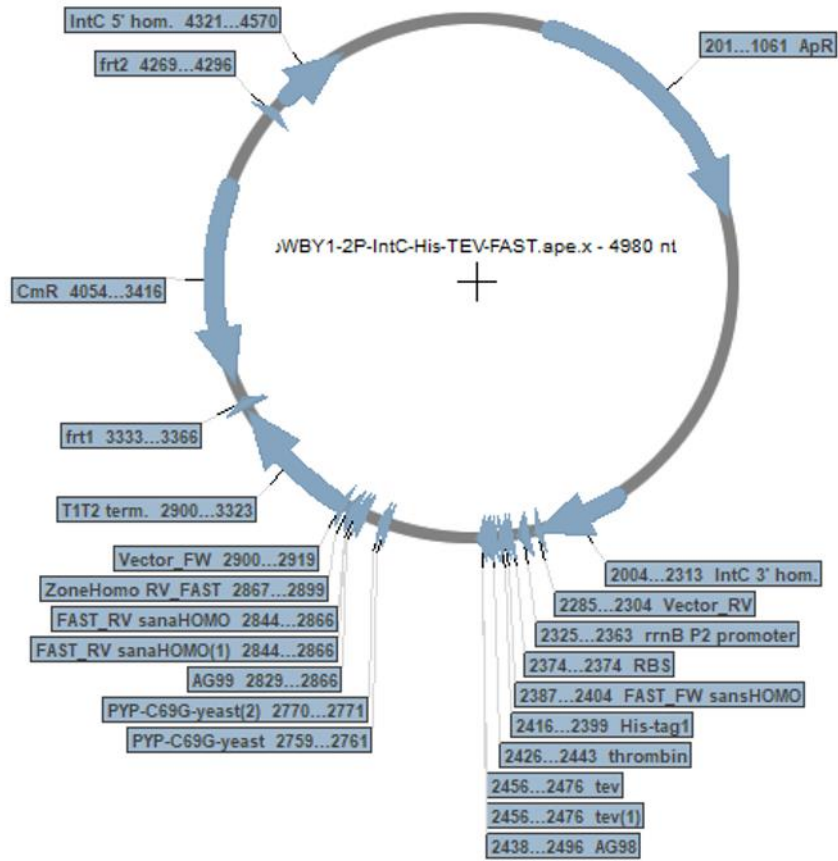 IntC 5' hom. 4321...4570
frt2 4269...4296
201...1061 ApR
WBY1-2P-IntC-His-TEV-FAST.ape.x - 4980 nt
CmR 4054...3416
frt1 3333...3366
T1T2 term. 2900...3323
Vector_FW 2900...2919
ZoneHomo RV_FAST 2867...2899
FAST_RV sanaHOMO 2844...2866
FAST_RV sanaHOMO(1) 2844...2866
AG99 2829...2866
PYP-C69G-yeast(2) 2770...2771
PYP-C69G-yeast 2759...2761
2004...2313 IntC 3' hom.
2285...2304 Vector_RV
2325...2363 rrnB P2 promoter
2374...2374 RBS
2387...2404 FAST_FW sansHOMO
2416...2399 His-tag1
2426...2443 thrombin
2456...2476 tev
2456...2476 tev(1)
2438...2496 AG98